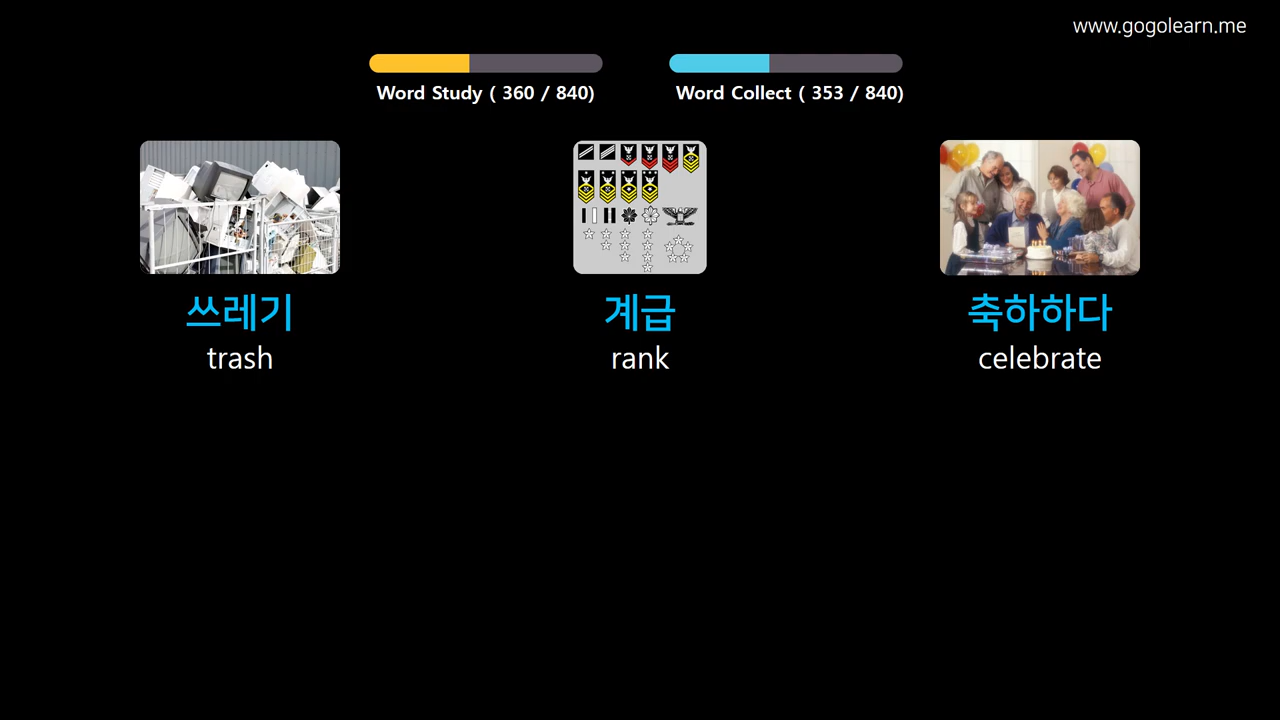 www.gogolearn.me
Word Study ( 360 / 840)
Word Collect ( 353 / 840)
쓰레기
계급
축하하다
trash
rank
celebrate